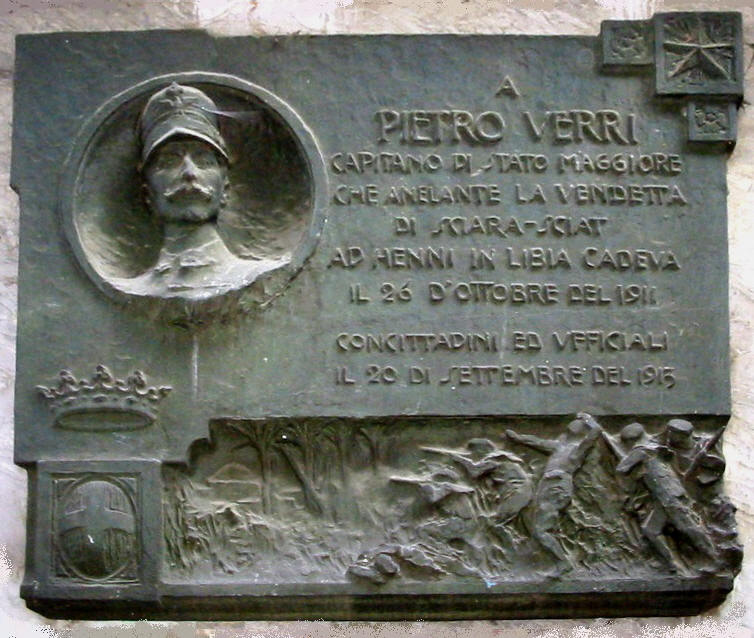 A
PIETRO VERRI
CAPITANO DI STATO MAGGIORE
CHE ANELANTE LA VENDETTA
DI SCIARA-SCIAT
AD HENNI IN LIBIA CADEVA
IL 26 D'OTTOBRE DEL 1911
CONCITTADINI ED UFFICIALI
IL 20 DI SETTEMBRE DEL 1913